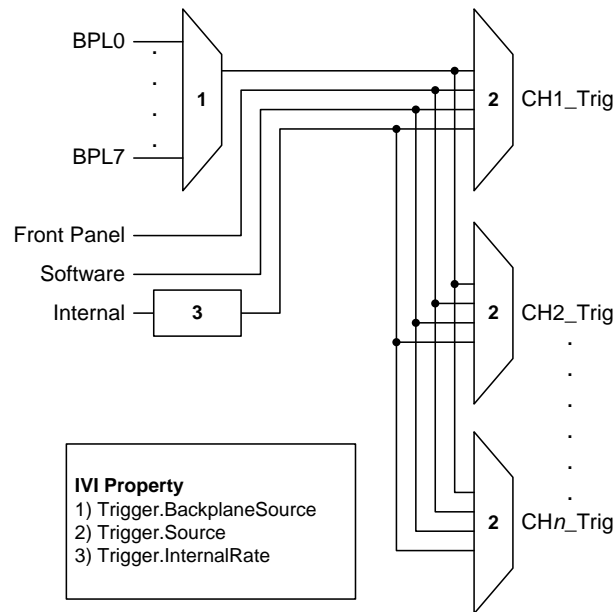 BPL0
1
BPL7
Front Panel
Software
Internal
3
2
CH1_Trig
2
CH2_Trig
2
CHn_Trig
IVI Property
1) Trigger.BackplaneSource
2) Trigger.Source
3) Trigger.InternalRate